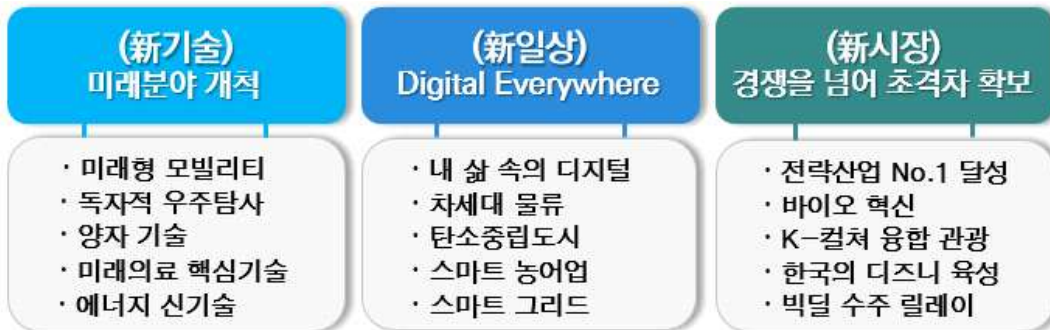 (新기술)
미래분야 개척
· 미래형 모빌리티
· 독자적 우주탐사
· 양자 기술
· 미래의료 핵심기술
· 에너지 신기술
(新일상)
Digital Everywhere
· 내 삶 속의 디지털
· 차세대 물류
· 탄소중립도시
· 스마트 농어업
· 스마트 그리드
(新시장)
경쟁을 넘어 초격차 확보
· 전략산업 No.1 달성
· 바이오 혁신
· K-컬쳐 융합 관광
· 한국의 디즈니 육성
· 빅딜 수주 릴레이